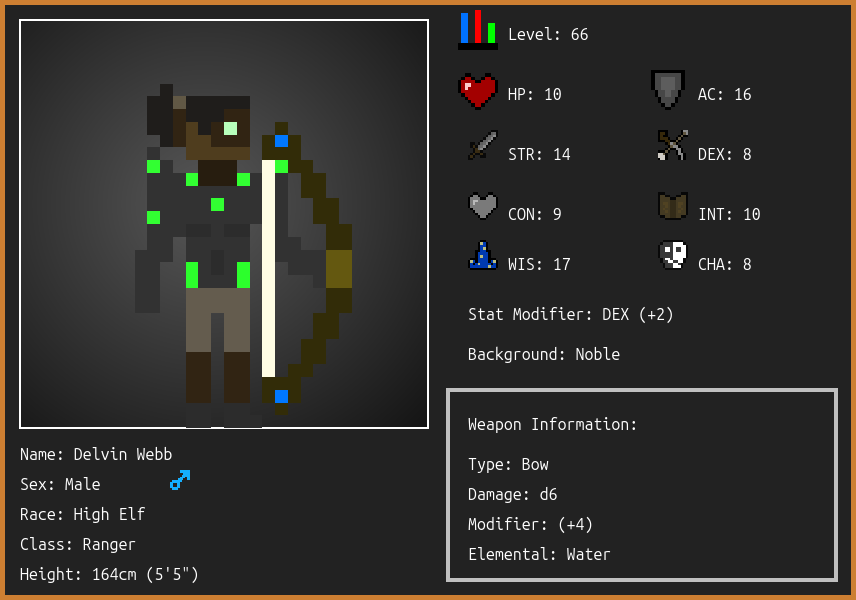 Level: 66
HP: 10
AC: 16
STR: 14
DEX: 8
CON: 9
INT: 10
WIS: 17
CHA: 8
Stat Modifier: DEX (+2)
Background: Noble
Name: Delvin Webb
Sex: Male
Race: High Elf
Class: Ranger
Height: 164cm (5'5")
Weapon Information:
Type: Bow
Damage: d6
Modifier: (+4)
Elemental: Water